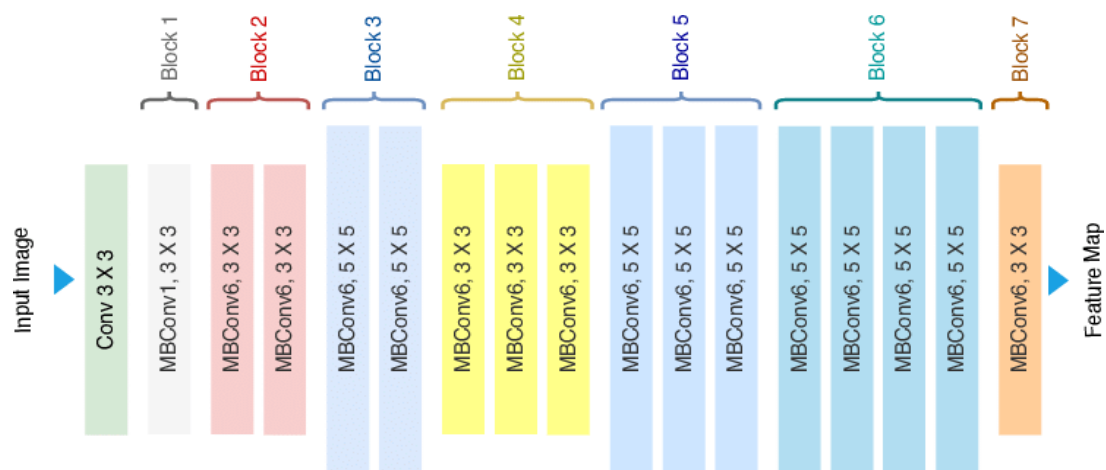 Block 1
Block 2
Block 3
Block 4
Block 5
Block 6
Block 7
Input Image
Conv 3 X 3
MBConv1, 3 X 3
MBConv6, 3 X 3
MBConv6, 3 X 3
MBConv6, 5 X 5
MBConv6, 5 X 5
MBConv6, 3 X 3
MBConv6, 3 X 3
MBConv6, 3 X 3
MBConv6, 5 X 5
MBConv6, 5 X 5
MBConv6, 5 X 5
MBConv6, 5 X 5
MBConv6, 5 X 5
MBConv6, 5 X 5
MBConv6, 5 X 5
MBConv6, 3 X 3
Feature Map